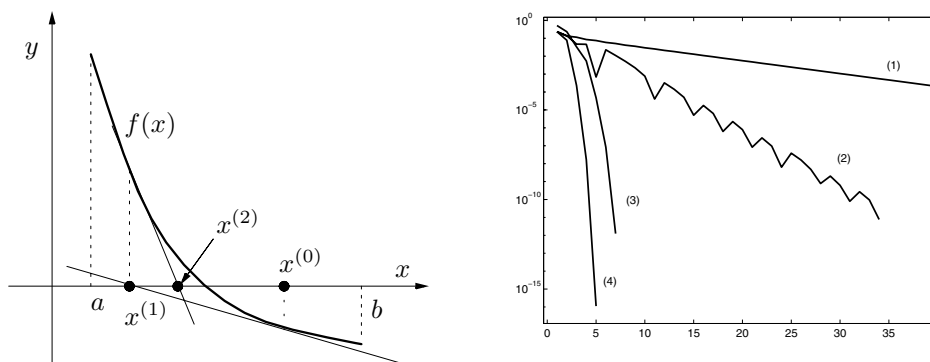 y
f(x)
x^{(2)}
x^{(0)}
x
a
x^{(1)}
b
10^0
10^{-5}
10^{-10}
10^{-15}
(1)
(2)
(3)
(4)
0 5 10 15 20 25 30 35